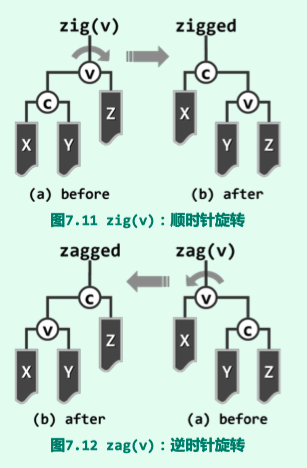 zig(v) zigged
v c
c Z X v
X Y Y Z
(a) before (b) after
图7.11 zig(v)：顺时针旋转
zagged zag(v)
c v
v Z X c
X Y Y Z
(b) after (a) before
图7.12 zag(v)：逆时针旋转